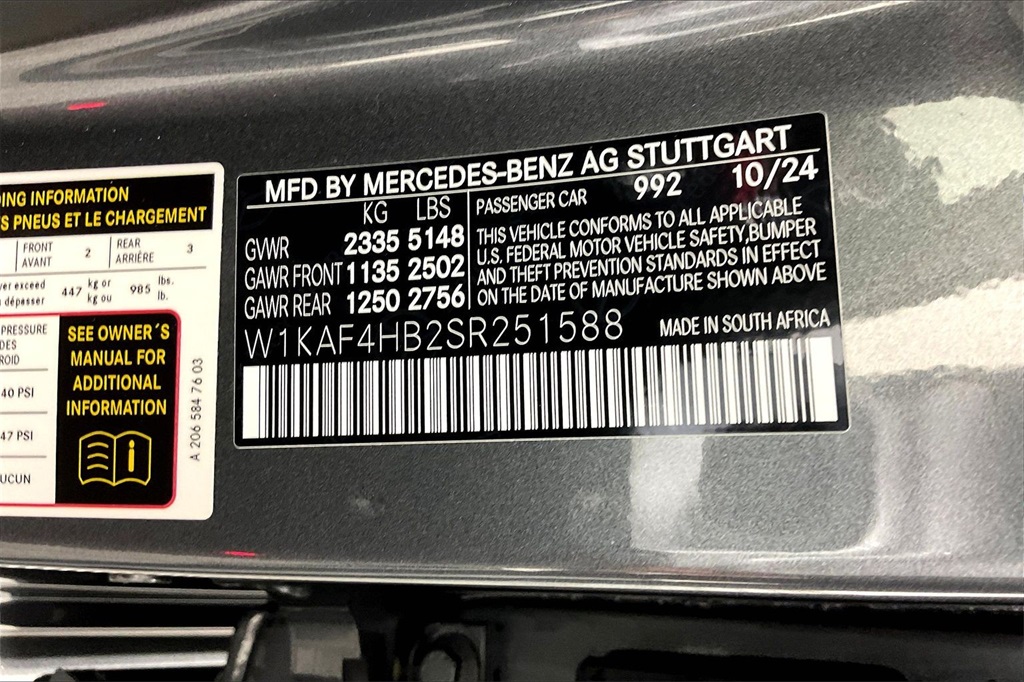 MFD BY MERCEDES-BENZ AG STUTTGART
KG LBS
GVWR 2335 5148
GAWR FRONT 1135 2502
GAWR REAR 1250 2756
PASSENGER CAR 992 10/24
THIS VEHICLE CONFORMS TO ALL APPLICABLE
U.S. FEDERAL MOTOR VEHICLE SAFETY,BUMPER
AND THEFT PREVENTION STANDARDS IN EFFECT
ON THE DATE OF MANUFACTURE SHOWN ABOVE
W1KAF4HB2SR251588 MADE IN SOUTH AFRICA
INFORMATION
PNEUS ET LE CHARGEMENT
FRONT 2 REAR 3
AVANT ARRIÈRE
exceed 447 kg or 985 lbs.
dépasser kg ou lb.
PRESSURE
DES
40 PSI
47 PSI
SEE OWNER´S
MANUAL FOR
ADDITIONAL
INFORMATION
i
A 206 584 76 03